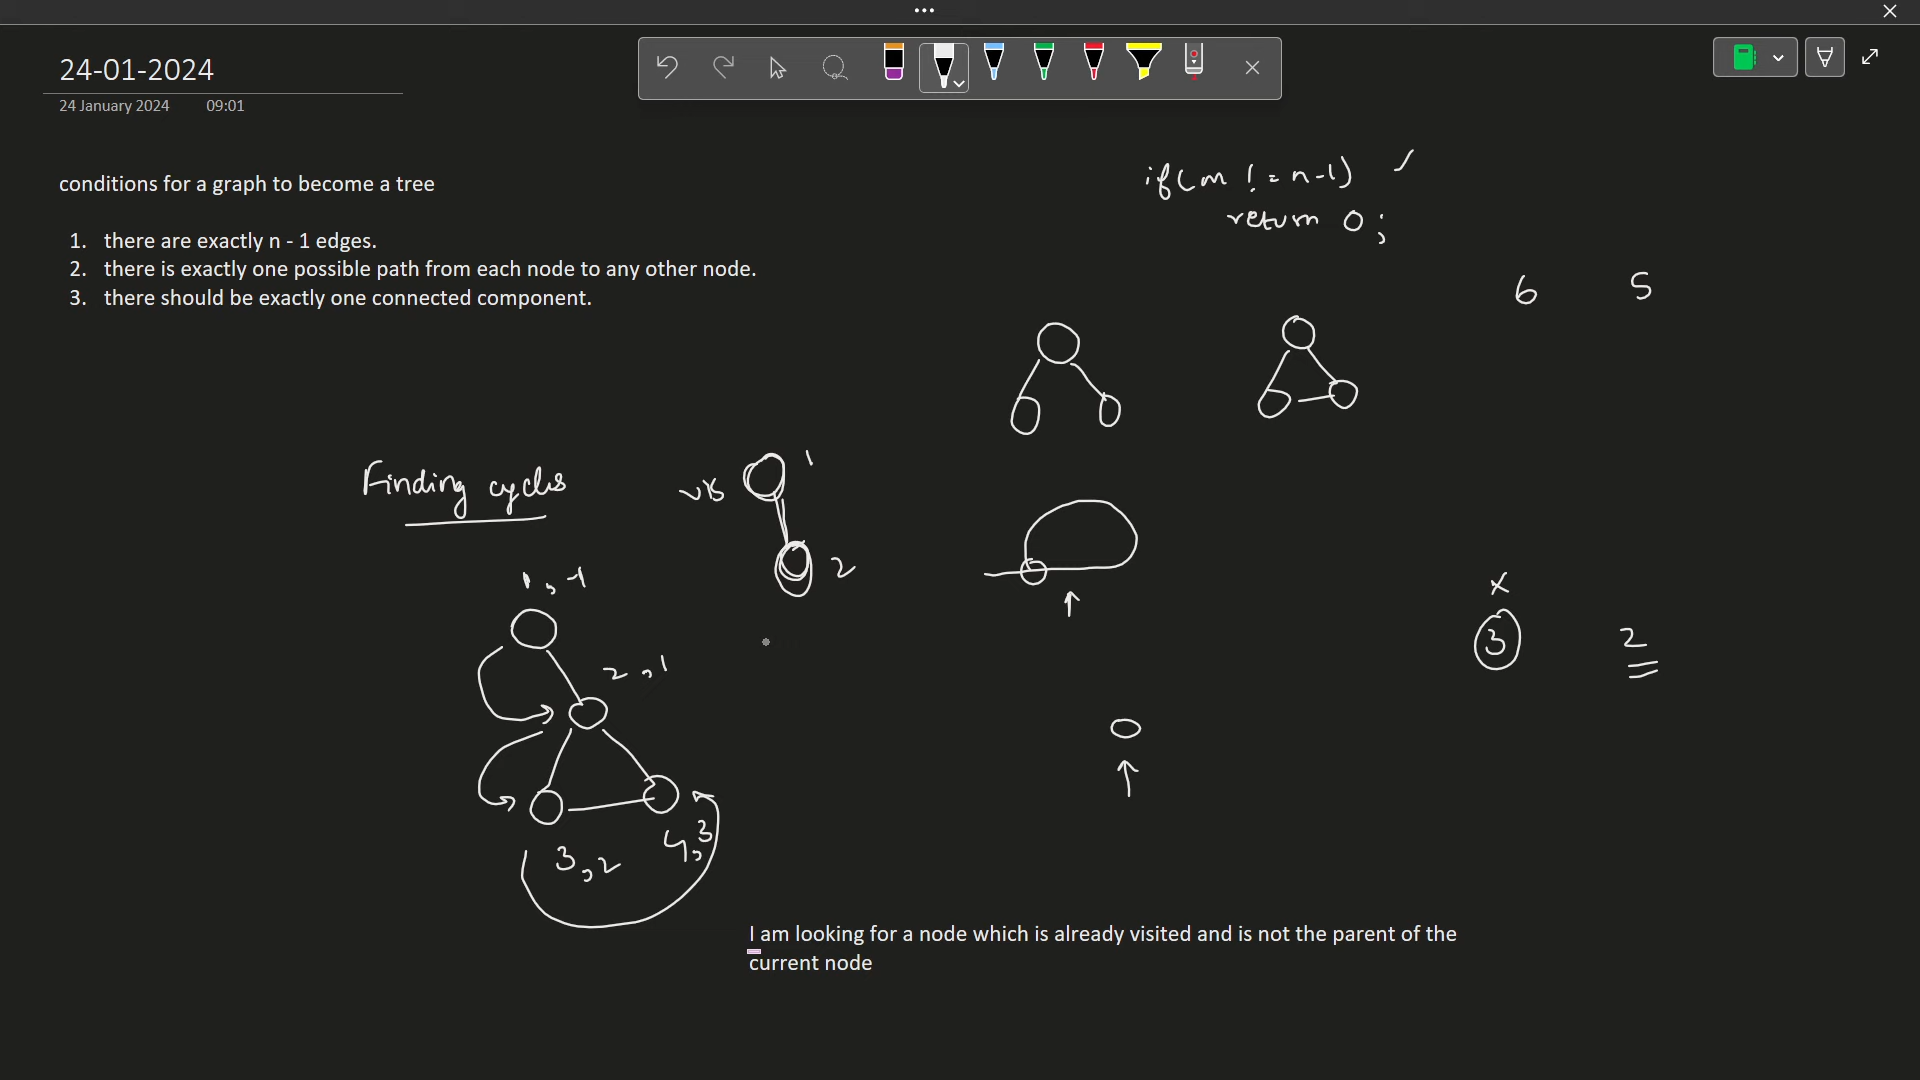 24-01-2024
24 January 2024 09:01
conditions for a graph to become a tree
1. there are exactly n - 1 edges.
2. there is exactly one possible path from each node to any other node.
3. there should be exactly one connected component.
if(m != n-1)
return 0;
6 5
Finding cycles
vis 1
2
1, -1
x
3 2
2, 1
3, 2 4, 3
I am looking for a node which is already visited and is not the parent of the
current node